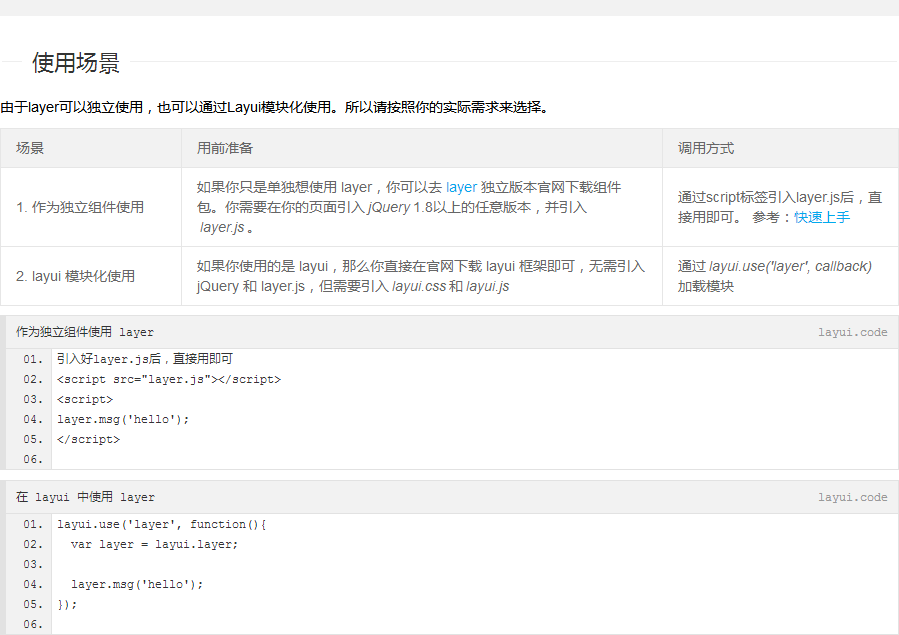 使用场景
由于layer可以独立使用，也可以通过Layui模块化使用。所以请按照你的实际需求来选择。
场景 用前准备 调用方式
1. 作为独立组件使用
如果你只是单独想使用 layer，你可以去 layer 独立版本官网下载组件
包。你需要在你的页面引入 jQuery 1.8以上的任意版本，并引入
layer.js 。
通过script标签引入layer.js后，直
接用即可。 参考：快速上手
2. layui 模块化使用
如果你使用的是 layui，那么你直接在官网下载 layui 框架即可，无需引入
jQuery 和 layer.js，但需要引入 layui.css 和 layui.js
通过 layui.use('layer', callback)
加载模块
作为独立组件使用 layer layui.code
01. 引入好layer.js后，直接用即可
02. <script src="layer.js"></script>
03. <script>
04. layer.msg('hello');
05. </script>
06.
在 layui 中使用 layer layui.code
01. layui.use('layer', function(){
02.   var layer = layui.layer;
03.
04.   layer.msg('hello');
05. });
06.